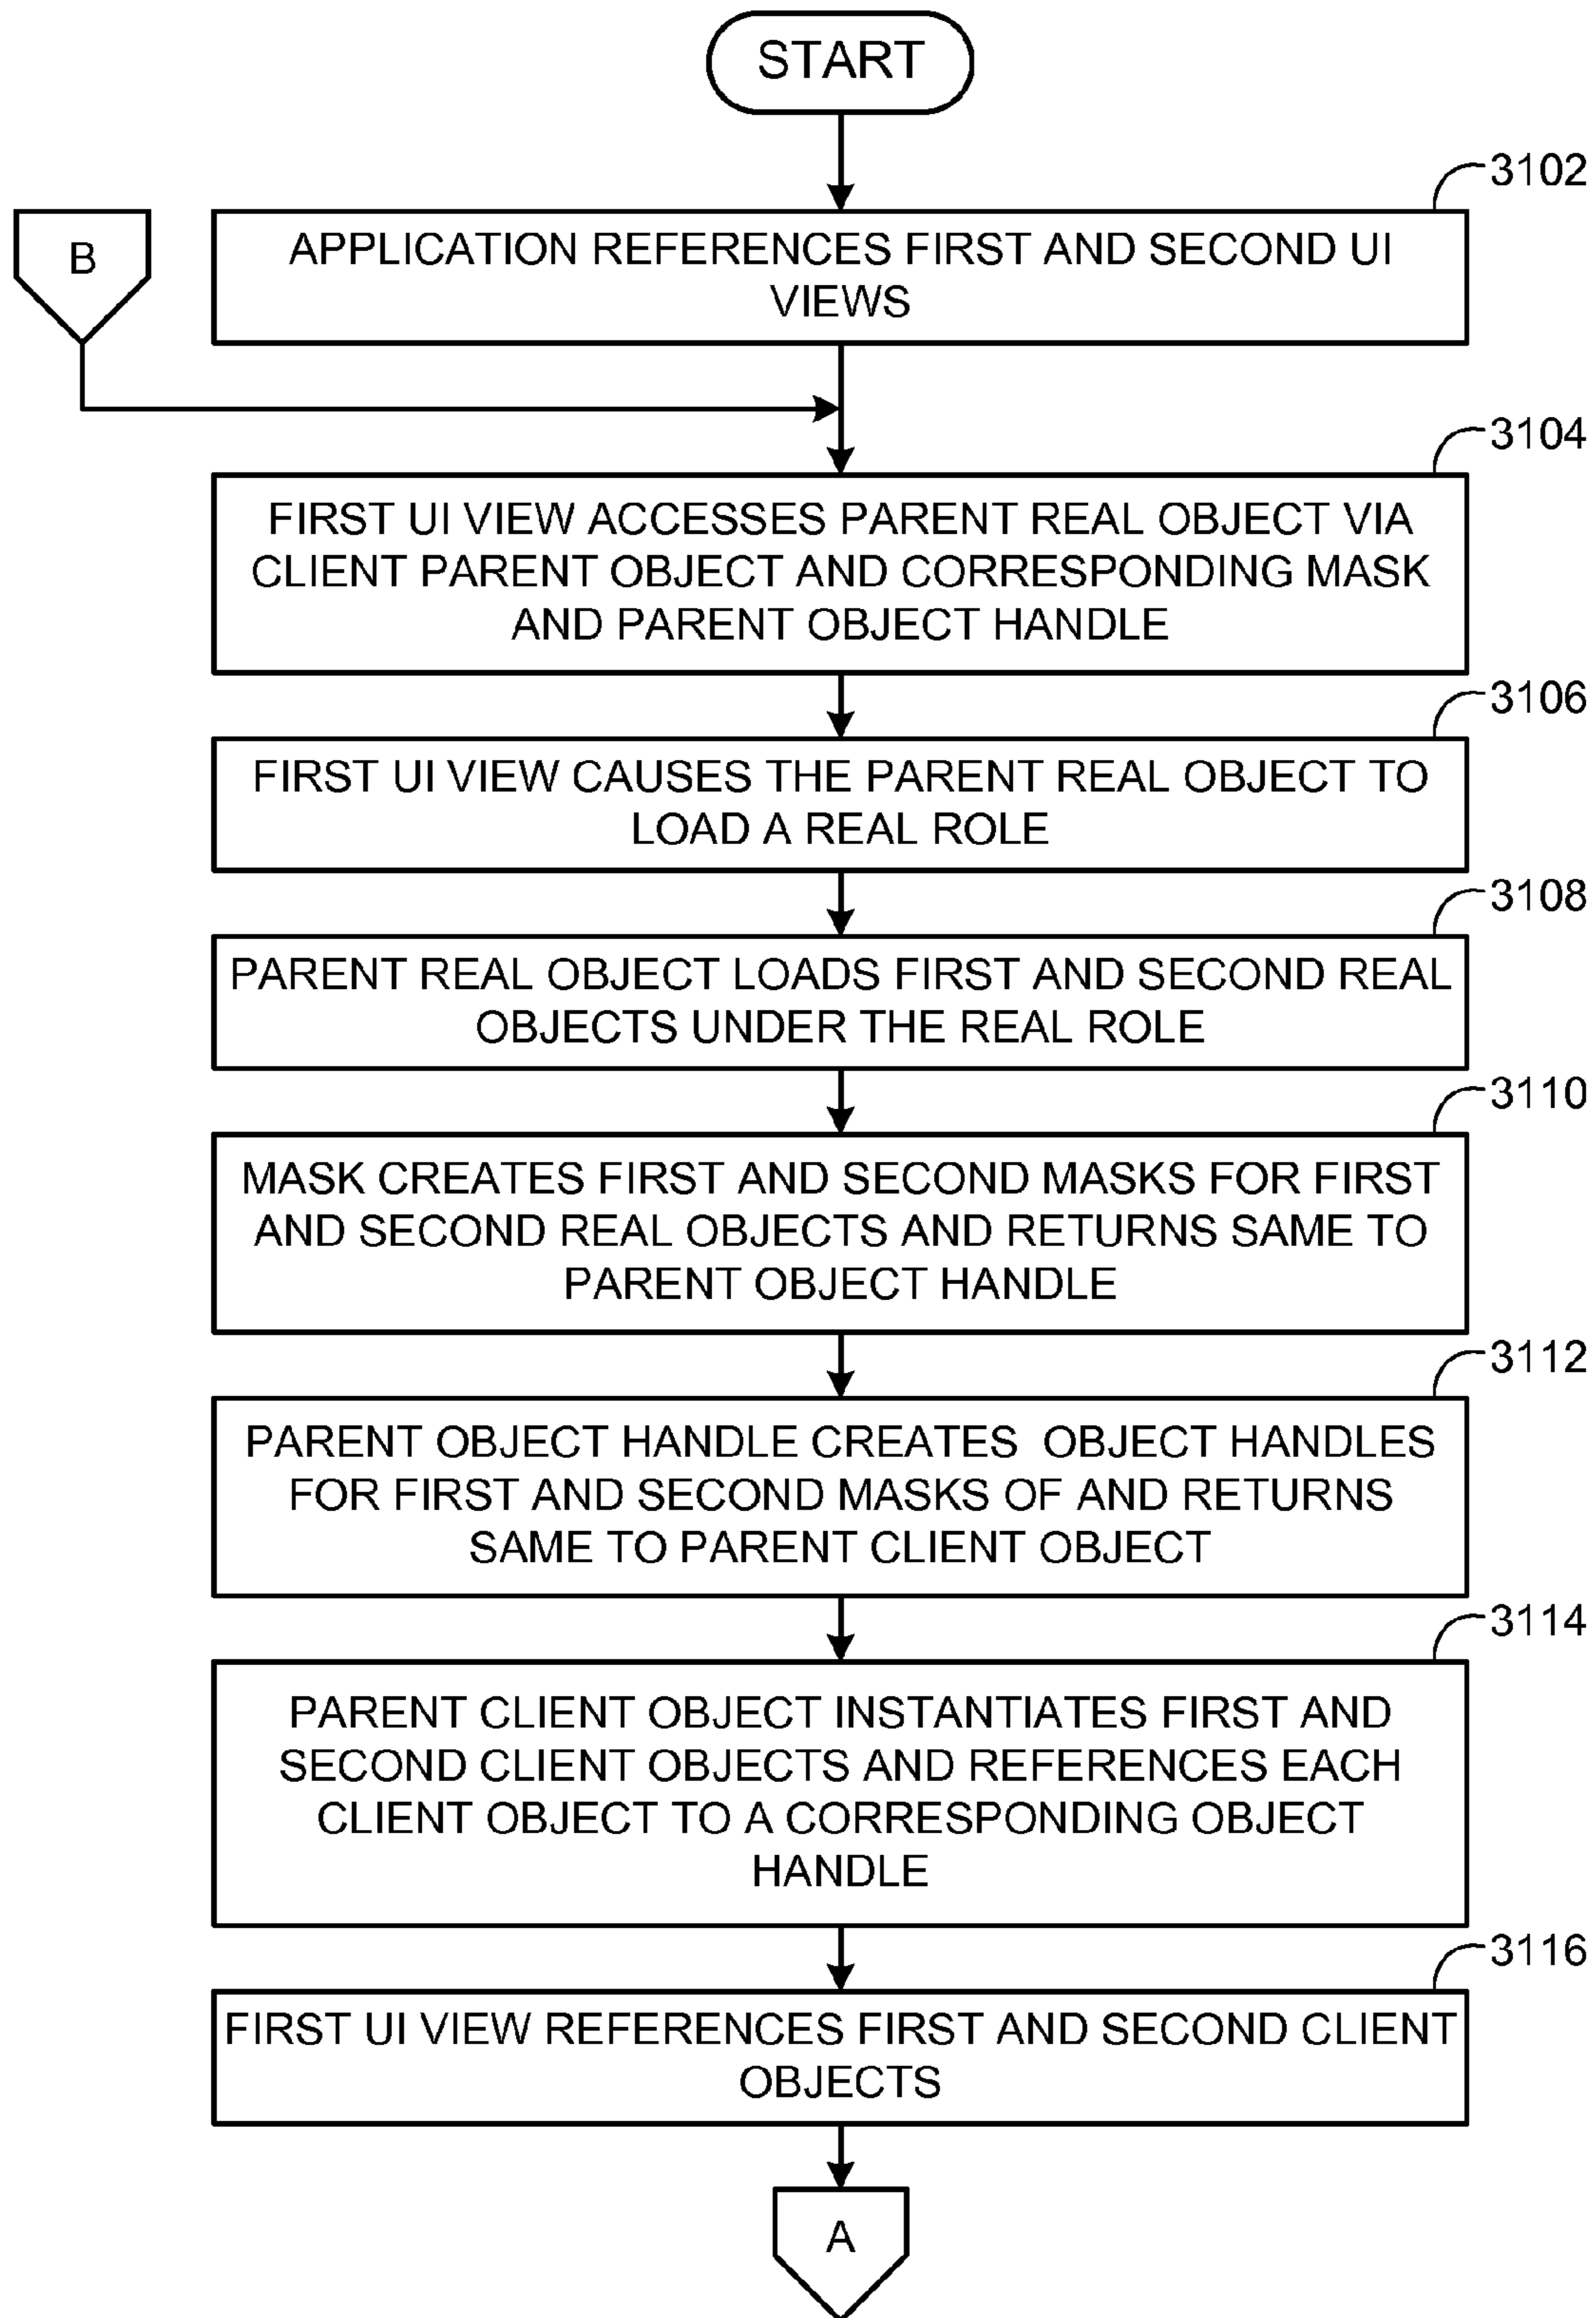 START
3102
B
APPLICATION REFERENCES FIRST AND SECOND UI
VIEWS
3104
FIRST UI VIEW ACCESSES PARENT REAL OBJECT VIA
CLIENT PARENT OBJECT AND CORRESPONDING MASK
AND PARENT OBJECT HANDLE
3106
FIRST UI VIEW CAUSES THE PARENT REAL OBJECT TO
LOAD A REAL ROLE
3108
PARENT REAL OBJECT LOADS FIRST AND SECOND REAL
OBJECTS UNDER THE REAL ROLE
3110
MASK CREATES FIRST AND SECOND MASKS FOR FIRST
AND SECOND REAL OBJECTS AND RETURNS SAME TO
PARENT OBJECT HANDLE
3112
PARENT OBJECT HANDLE CREATES OBJECT HANDLES
FOR FIRST AND SECOND MASKS OF AND RETURNS
SAME TO PARENT CLIENT OBJECT
3114
PARENT CLIENT OBJECT INSTANTIATES FIRST AND
SECOND CLIENT OBJECTS AND REFERENCES EACH
CLIENT OBJECT TO A CORRESPONDING OBJECT
HANDLE
3116
FIRST UI VIEW REFERENCES FIRST AND SECOND CLIENT
OBJECTS
A